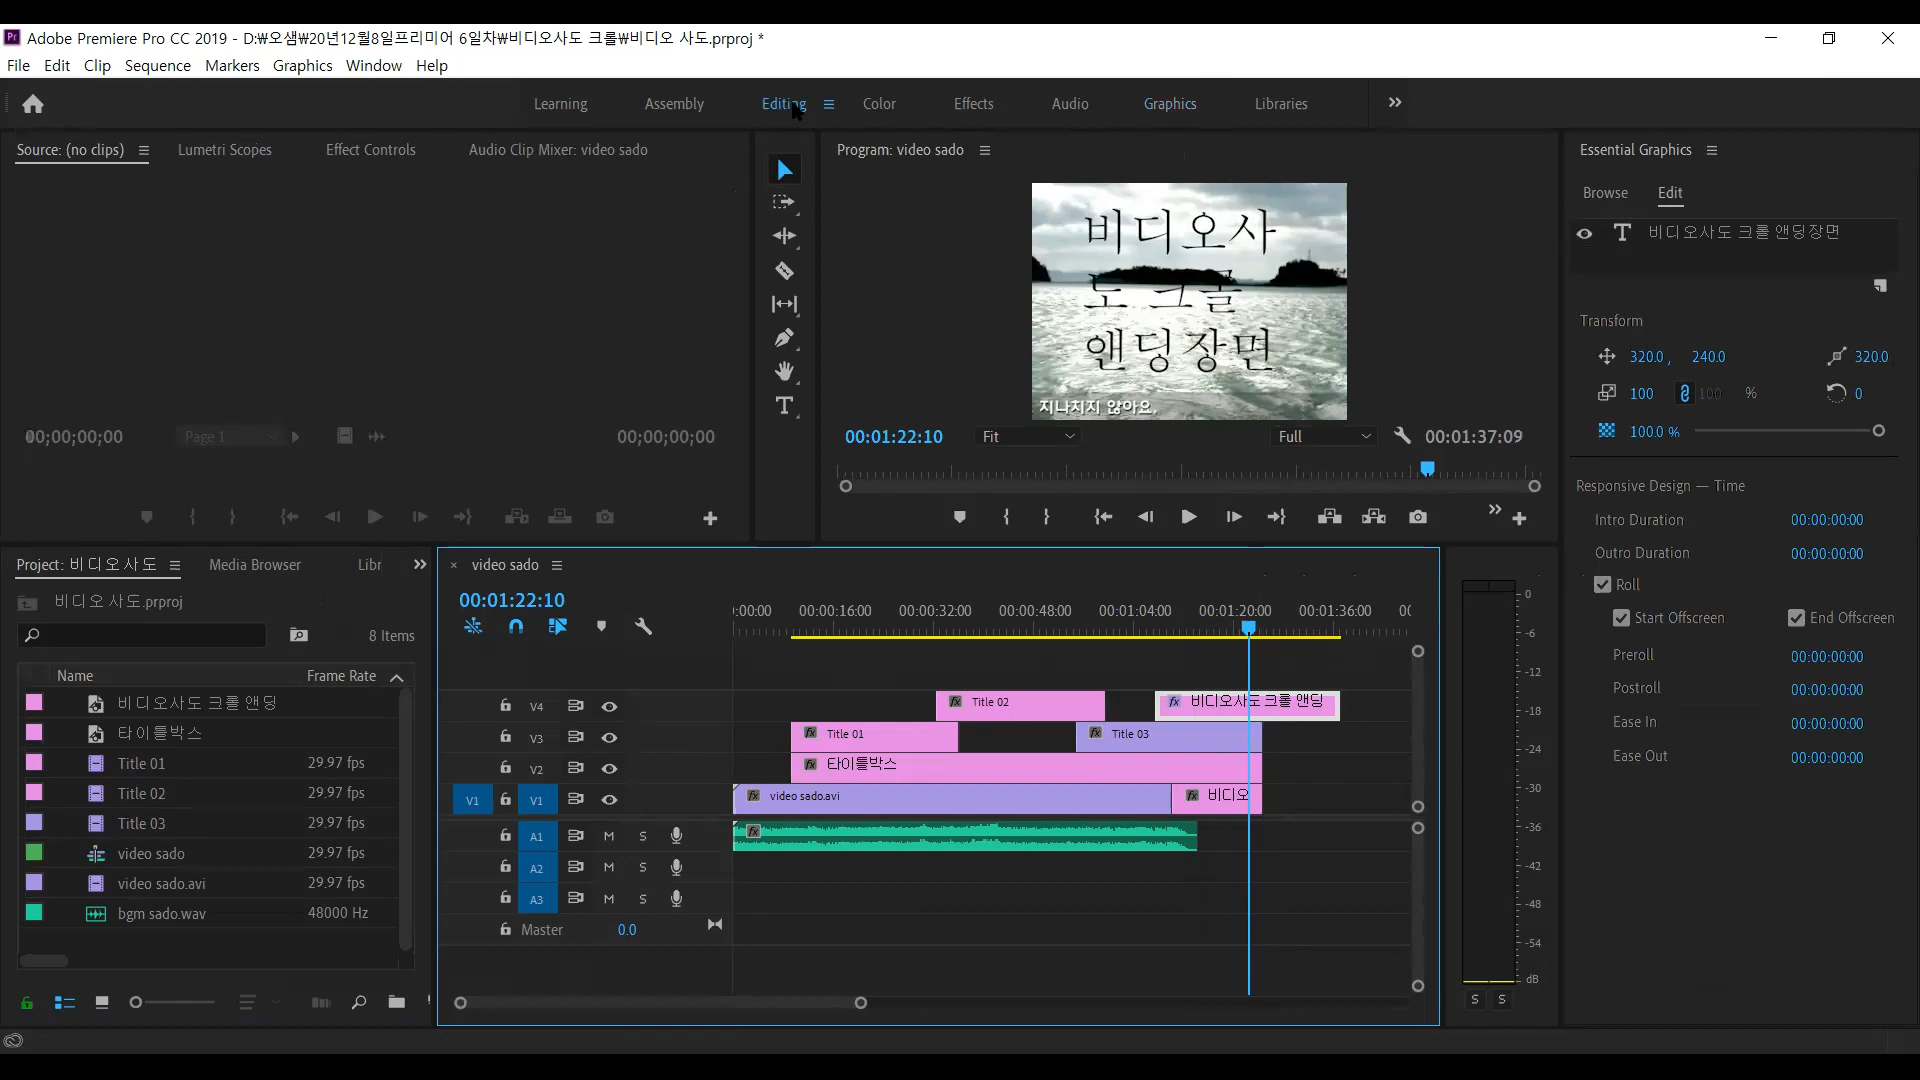 Adobe Premiere Pro CC 2019 - D:₩오샘₩20년12월8일프리미어 6일차₩비디오사도 크롤₩비디오 사도.prproj *
File Edit Clip Sequence Markers Graphics Window Help
Learning Assembly Editing Color Effects Audio Graphics Libraries
Source: (no clips) Lumetri Scopes Effect Controls Audio Clip Mixer: video sado
Program: video sado
Essential Graphics
Browse Edit
비디오사도 크롤 앤딩장면
비디오사
도 크롤
앤딩장면
지나치지 않아요,
Transform
320.0 , 240.0 320.0
100 100 % 0
100.0 %
00;00;00;00 Page 1 00;00;00;00
00:01:22:10 Fit Full 00:01:37:09
Responsive Design — Time
Intro Duration 00:00:00:00
Outro Duration 00:00:00:00
Roll
Start Offscreen End Offscreen
Preroll 00:00:00:00
Postroll 00:00:00:00
Ease In 00:00:00:00
Ease Out 00:00:00:00
Project: 비디오 사도 Media Browser Libr
비디오 사도.prproj
8 Items
Name Frame Rate
비디오사도 크롤 앤딩
타이틀박스
Title 01 29.97 fps
Title 02 29.97 fps
Title 03 29.97 fps
video sado 29.97 fps
video sado.avi 29.97 fps
bgm sado.wav 48000 Hz
video sado
00:01:22:10
:00:00 00:00:16:00 00:00:32:00 00:00:48:00 00:01:04:00 00:01:20:00 00:01:36:00 00
V4 fx Title 02 fx 비디오사도 크롤 앤딩
V3 fx Title 01 fx Title 03
V2 fx 타이틀박스
V1 V1 fx video sado.avi fx 비디오
A1 M S fx
A2 M S
A3 M S
Master 0.0
0
-6
-12
-18
-24
-30
-36
-42
-48
-54
dB
S S